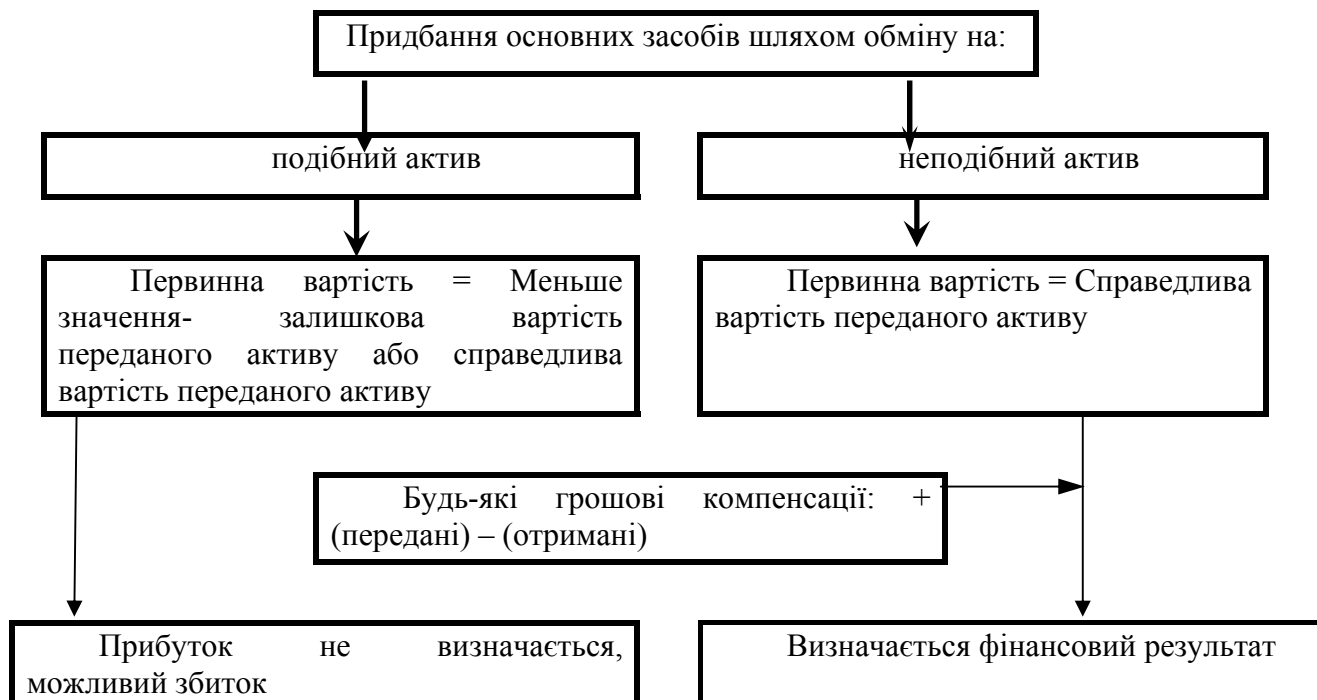 Придбання основних засобів шляхом обміну на:
подібний актив
неподібний актив
Первинна вартість = Меньше
значення- залишкова вартість
переданого активу або справедлива
вартість переданого активу
Первинна вартість = Справедлива
вартість переданого активу
Будь-які грошові компенсації: +
(передані) – (отримані)
Прибуток не визначається,
можливий збиток
Визначається фінансовий результат